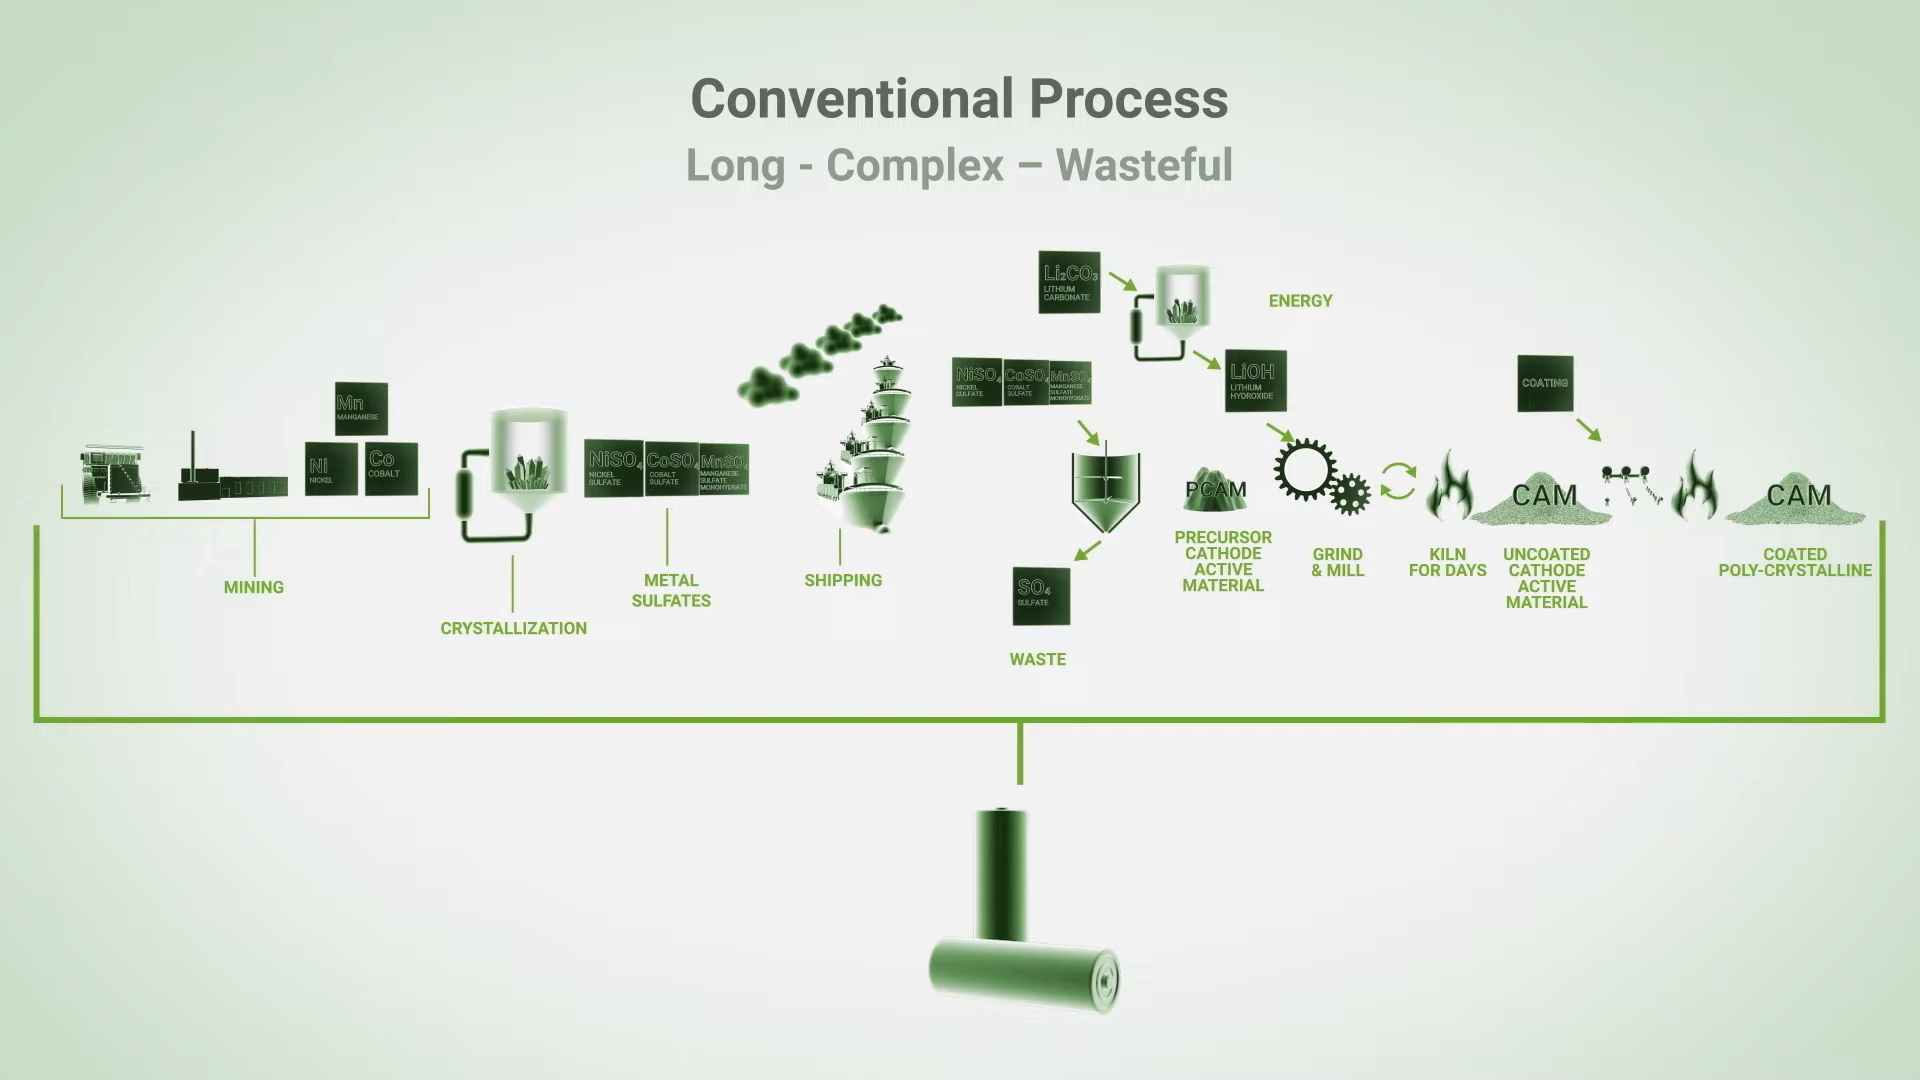 Conventional Process
Long - Complex – Wasteful
Mn
MANGANESE
Ni
NICKEL
Co
COBALT
MINING
CRYSTALLIZATION
NiSO₄
NICKEL
SULFATE
CoSO₄
COBALT
SULFATE
MnSO₄
MANGANESE
SULFATE
MONOHYDRATE
METAL
SULFATES
SHIPPING
NiSO₄
NICKEL
SULFATE
CoSO₄
COBALT
SULFATE
MnSO₄
MANGANESE
SULFATE
MONOHYDRATE
SO₄
SULFATE
WASTE
Li₂CO₃
LITHIUM
CARBONATE
ENERGY
LiOH
LITHIUM
HYDROXIDE
PCAM
PRECURSOR
CATHODE
ACTIVE
MATERIAL
GRIND
& MILL
KILN
FOR DAYS
CAM
UNCOATED
CATHODE
ACTIVE
MATERIAL
COATING
CAM
COATED
POLY-CRYSTALLINE